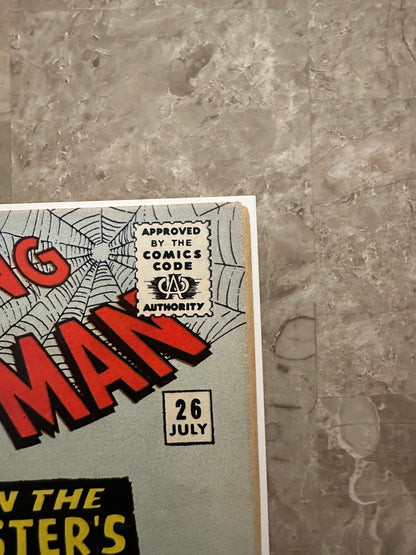 NG
MAN
APPROVED
BY THE
COMICS
CODE
CA
AUTHORITY
26
JULY
N THE
STER'S